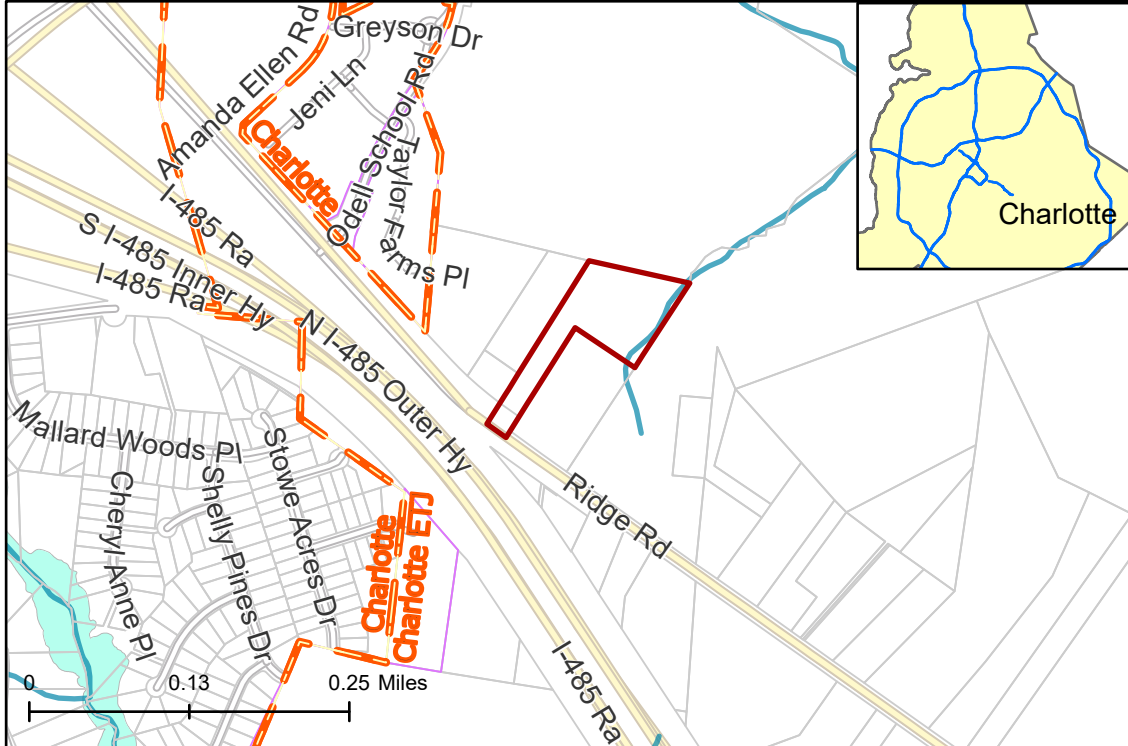 Greyson Dr
Amanda Ellen Rd
Jeni Ln
Odell School Rd
Taylor Farms Pl
Charlotte
Charlotte
I-485 Ra
S I-485 Inner Hy
I-485 Ra
N I-485 Outer Hy
Mallard Woods Pl
Stowe Acres Dr
Shelly Pines Dr
Cheryl Anne Pl
Charlotte
Charlotte ETJ
Ridge Rd
I-485 Ra
0 0.13 0.25 Miles